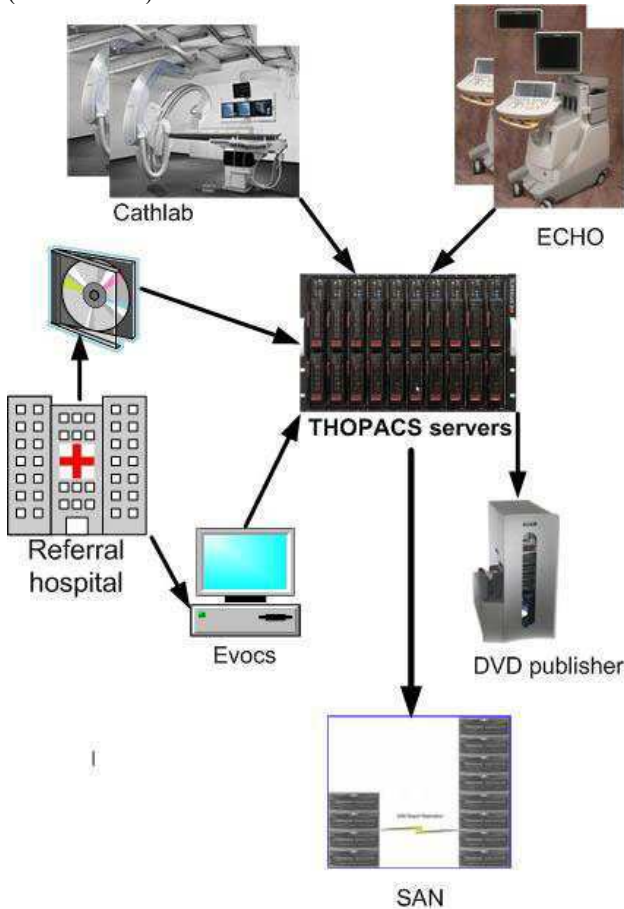 Cathlab
ECHO
THOPACS servers
Referral
hospital
Evocs
DVD publisher
SAN